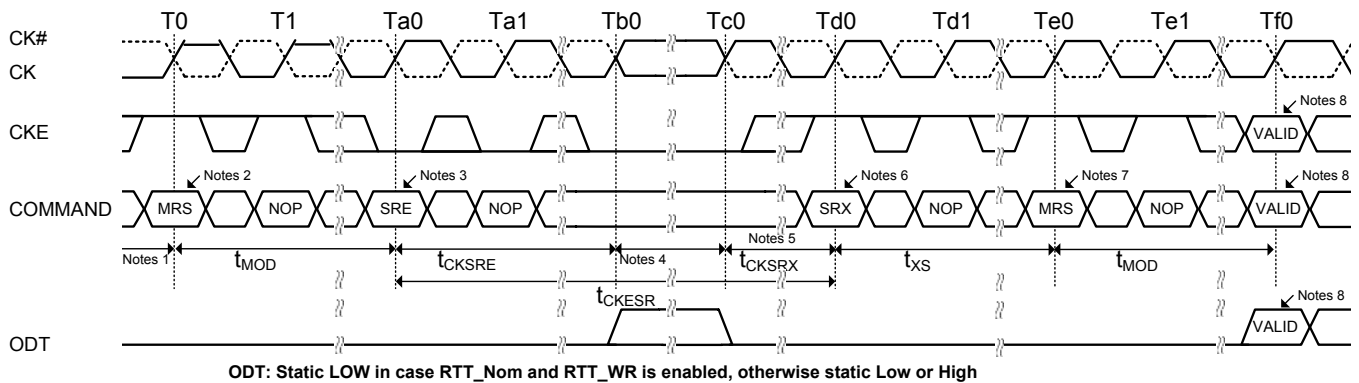 T0 T1 Ta0 Ta1 Tb0 Tc0 Td0 Td1 Te0 Te1 Tf0
CK#
CK
Notes 8
CKE VALID
Notes 2 Notes 3 Notes 6 Notes 7 Notes 8
COMMAND MRS NOP SRE NOP SRX NOP MRS NOP VALID
Notes 1 tMOD tCKSRE Notes 4 Notes 5 tCKSRX tXS tMOD
tCKESR
Notes 8
ODT VALID
ODT: Static LOW in case RTT_Nom and RTT_WR is enabled, otherwise static Low or High